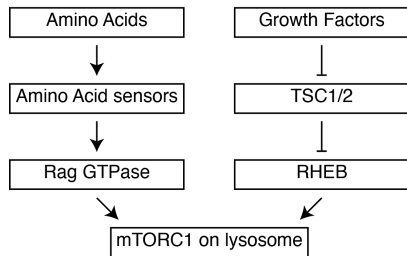 Amino Acids
Growth Factors
Amino Acid sensors
TSC1/2
Rag GTPase
RHEB
mTORC1 on lysosome